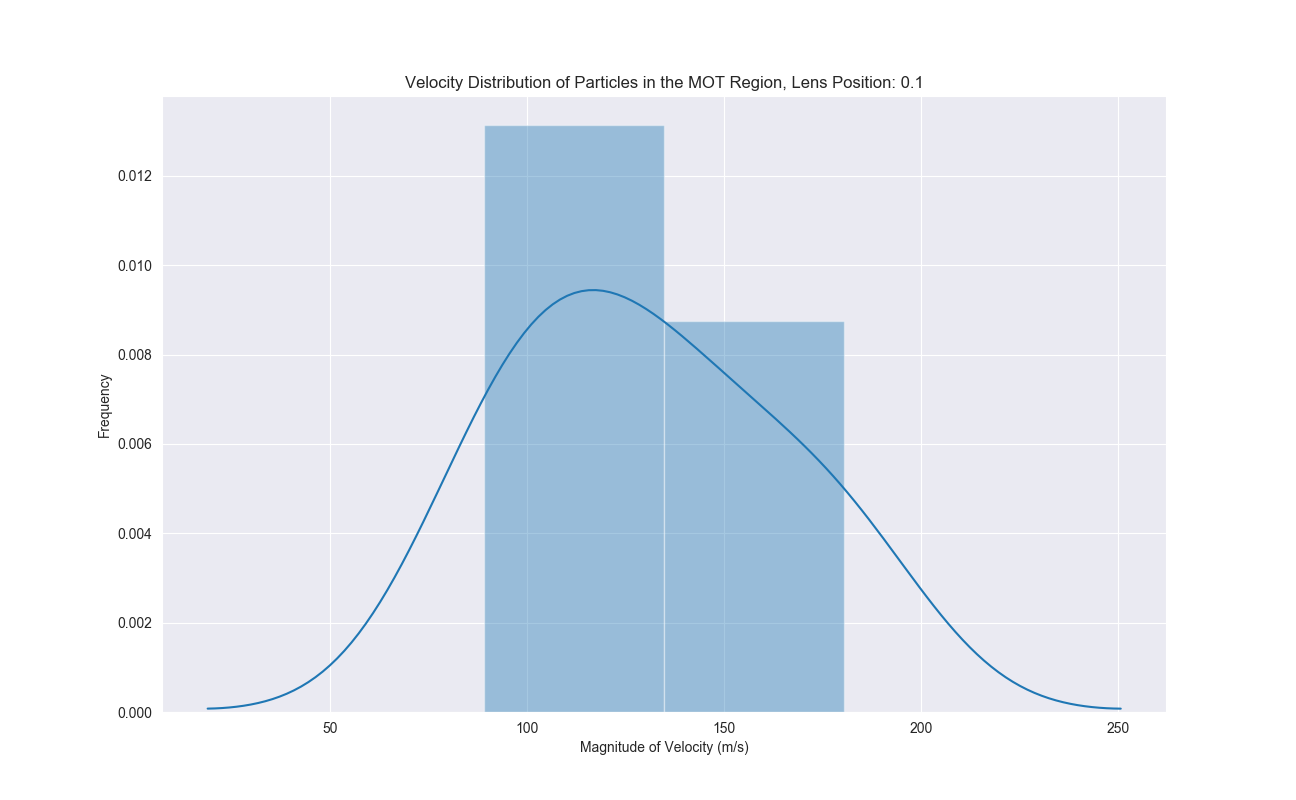 Velocity Distribution of Particles in the MOT Region, Lens Position: 0.1
0.012
0.010
0.008
0.006
0.004
0.002
0.000
Frequency
50 100 150 200 250
Magnitude of Velocity (m/s)